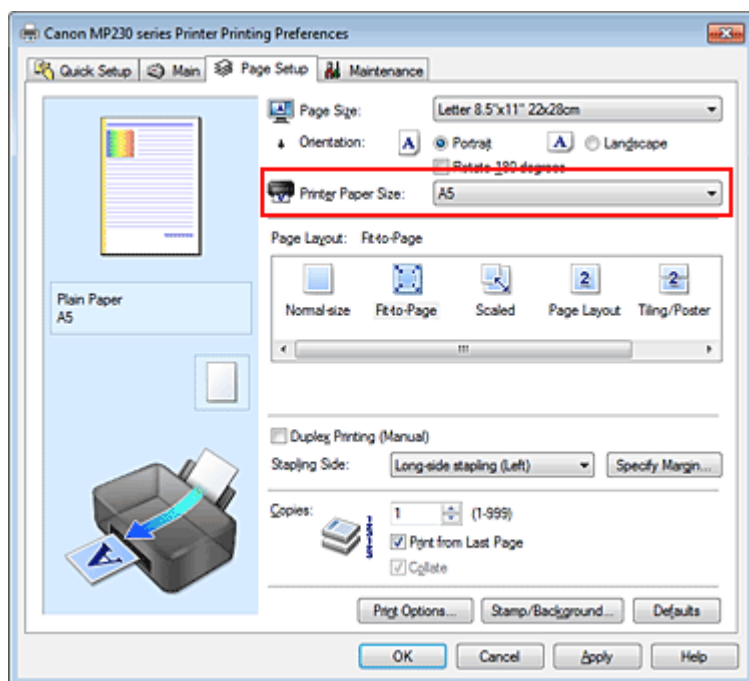 Canon MP230 series Printer Printing Preferences
Quick Setup Main Page Setup Maintenance
Page Size: Letter 8.5"x11" 22x28cm
Orientation: A Portrait A Landscape
Rotate 180 degrees
Printer Paper Size: A5
Page Layout: Fit-to-Page
2 2
Normal-size Fit-to-Page Scaled Page Layout Tiling/Poster
Plain Paper
A5
Duplex Printing (Manual)
Stapling Side: Long-side stapling (Left) Specify Margin...
Copies: 1 (1-999)
Print from Last Page
Collate
A
Print Options... Stamp/Background... Defaults
OK Cancel Apply Help